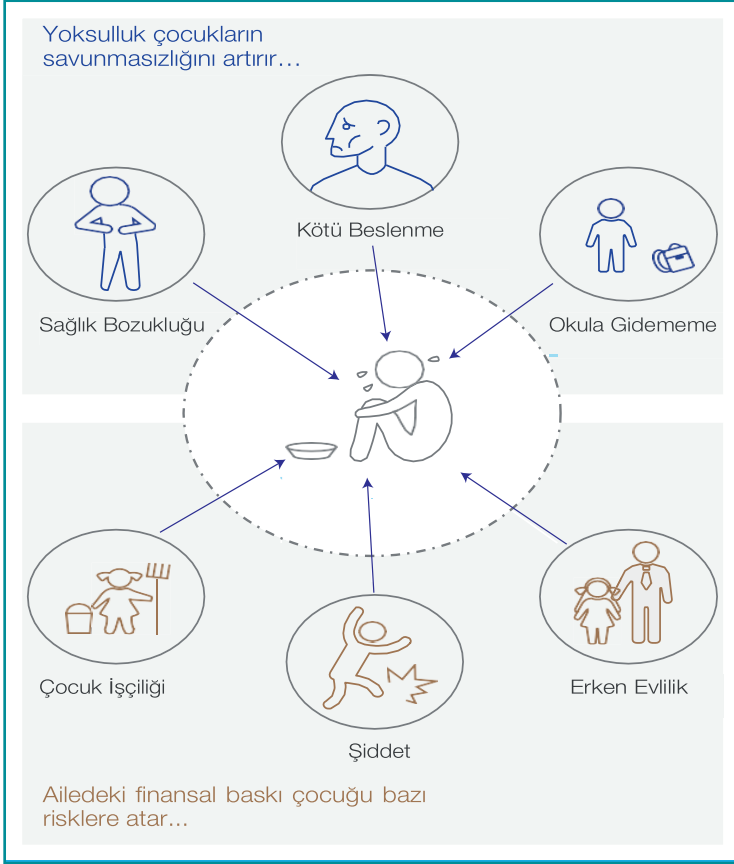 Yoksulluk çocukların
savunmasızlığını artırır...
Kötü Beslenme
Sağlık Bozukluğu
Okula Gidememe
Çocuk İşçiliği
Erken Evlilik
Şiddet
Ailedeki finansal baskı çocuğu bazı
risklere atar...